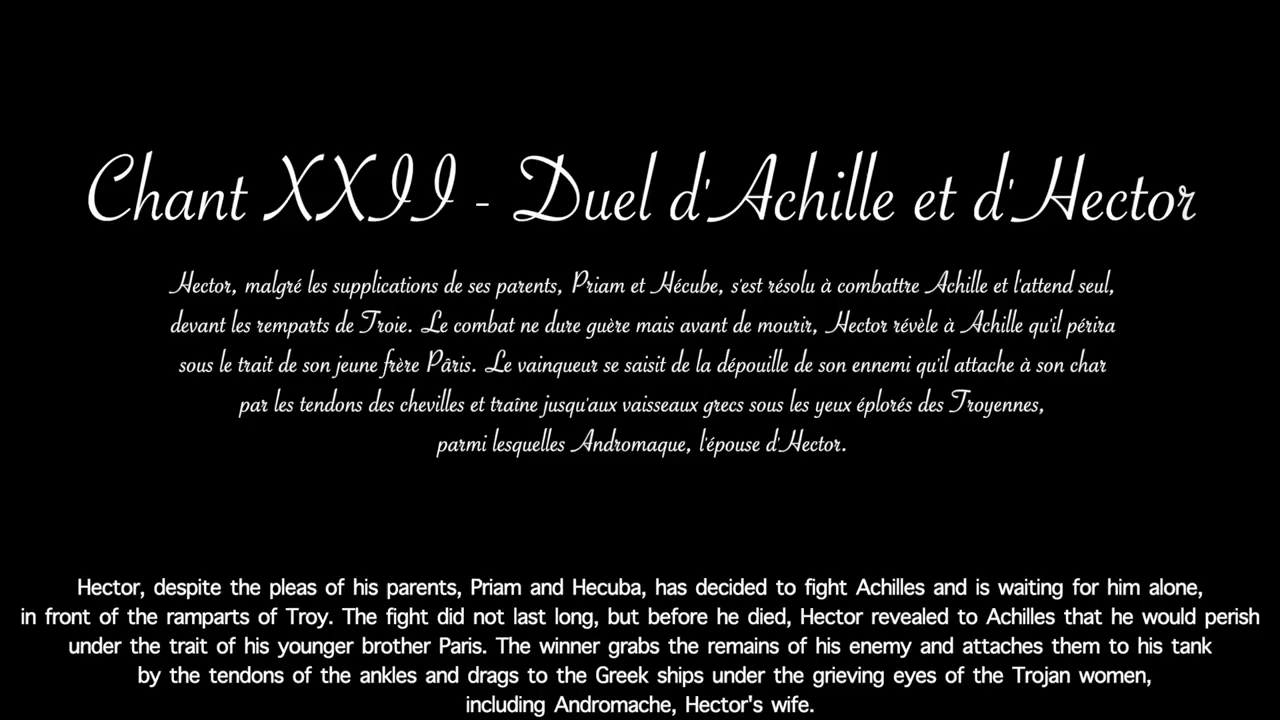 Chant XXII - Duel d'Achille et d'Hector
Hector, malgré les supplications de ses parents, Priam et Hécube, s'est résolu à combattre Achille et l'attend seul,
devant les remparts de Troie. Le combat ne dure guère mais avant de mourir, Hector révèle à Achille qu'il périra
sous le trait de son jeune frère Pâris. Le vainqueur se saisit de la dépouille de son ennemi qu'il attache à son char
par les tendons des chevilles et traîne jusqu'aux vaisseaux grecs sous les yeux éplorés des Troyennes,
parmi lesquelles Andromaque, l'épouse d'Hector.
Hector, despite the pleas of his parents, Priam and Hecuba, has decided to fight Achilles and is waiting for him alone,
in front of the ramparts of Troy. The fight did not last long, but before he died, Hector revealed to Achilles that he would perish
under the trait of his younger brother Paris. The winner grabs the remains of his enemy and attaches them to his tank
by the tendons of the ankles and drags to the Greek ships under the grieving eyes of the Trojan women,
including Andromache, Hector's wife.